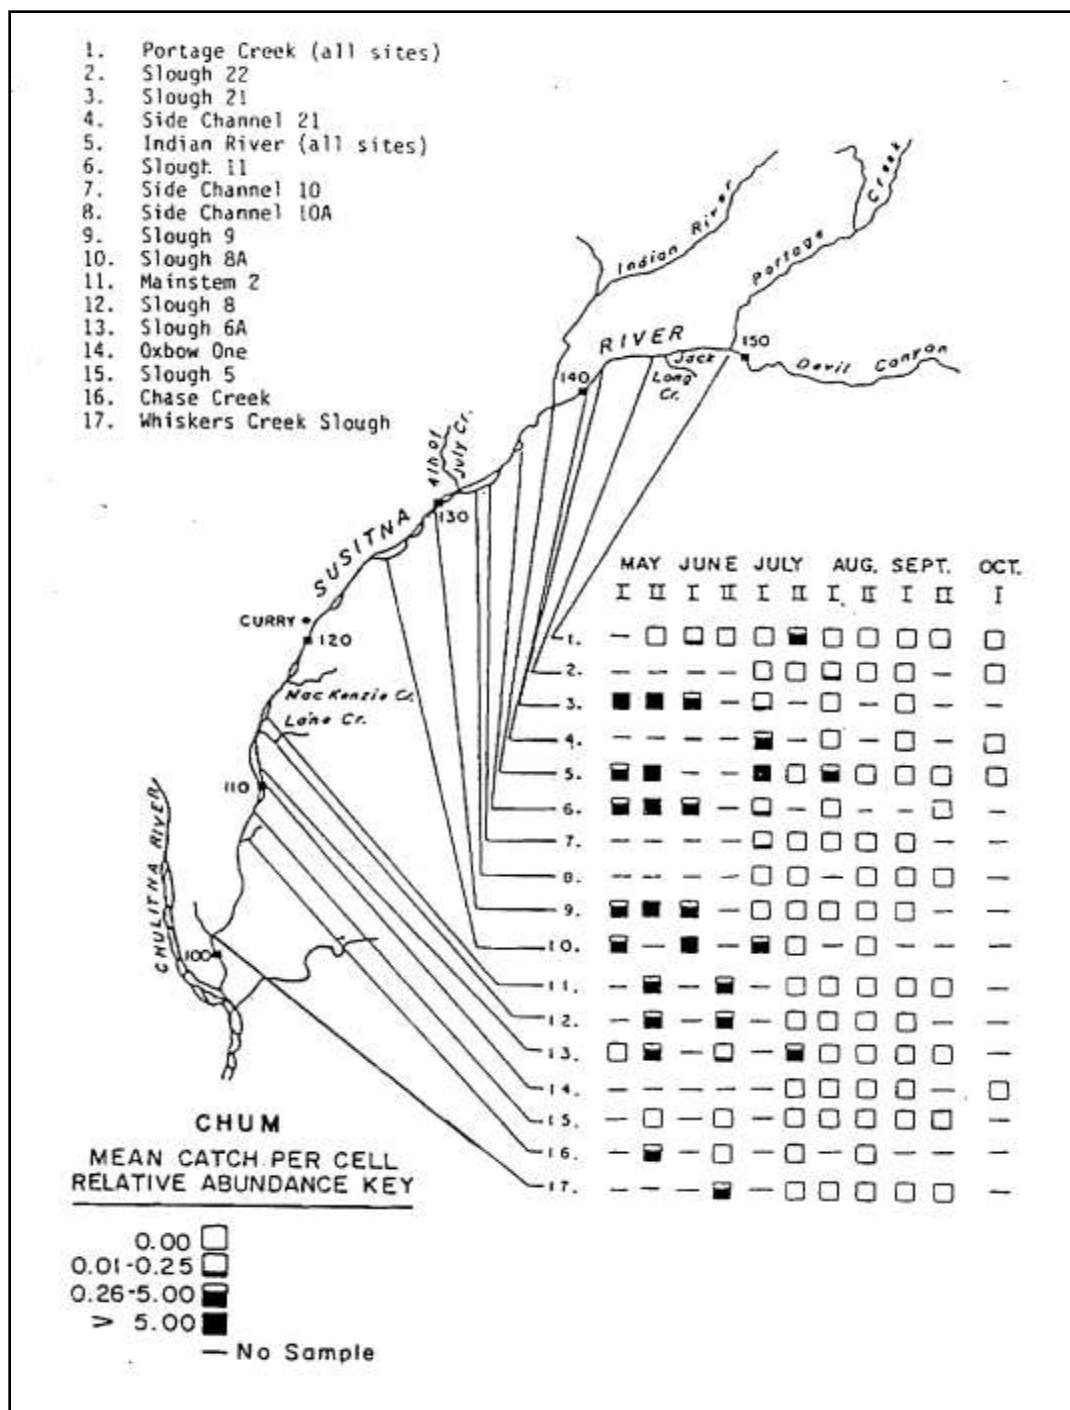 1. Portage Creek (all sites)
2. Slough 22
3. Slough 21
4. Side Channel 21
5. Indian River (all sites)
6. Slough 11
7. Side Channel 10
8. Side Channel 10A
9. Slough 9
10. Slough 8A
11. Mainstem 2
12. Slough 8
13. Slough 6A
14. Oxbow One
15. Slough 5
16. Chase Creek
17. Whiskers Creek Slough
Indian River
Portage Creek
RIVER
150
Jack
Long
Cr.
Devil Canyon
140
4th of
July Cr.
130
SUSITNA
CURRY
120
MacKenzie Cr.
Lane Cr.
110
CHULITNA RIVER
100
MAY JUNE JULY AUG. SEPT. OCT.
I II I II I II I II I II I
1. —
2. — — — — —
3. — — — —
4. — — — — — —
5. — —
6. — — — — —
7. — — — — — —
8. — — — — — — —
9. — — —
10. — — — — — —
11. — — — —
12. — — — — —
13. — — —
14. — — — — — —
15. — — — —
16. — — — — — — —
17. — — — — —
CHUM
MEAN CATCH PER CELL
RELATIVE ABUNDANCE KEY
0.00
0.01-0.25
0.26-5.00
> 5.00
— No Sample